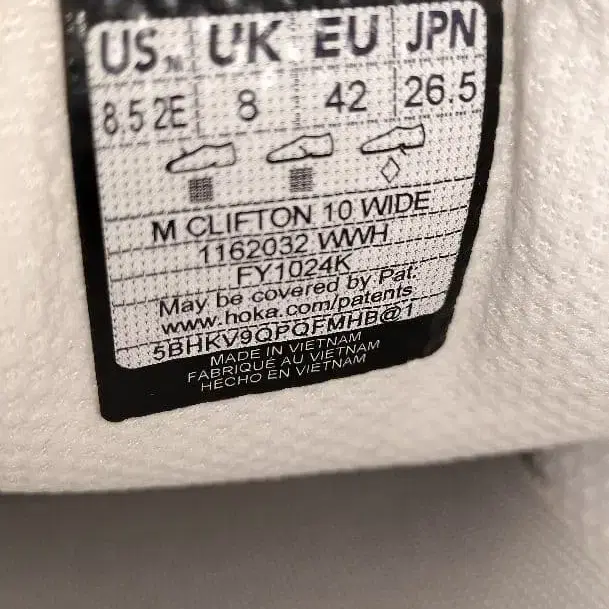 US M UK EU JPN
8.5 2E 8 42 26.5
M CLIFTON 10 WIDE
1162032 WWH
FY1024K
May be covered by Pat.
www.hoka.com/patents
5BHKV9QPQFMHB@1
MADE IN VIETNAM
FABRIQUÉ AU VIETNAM
HECHO EN VIETNAM